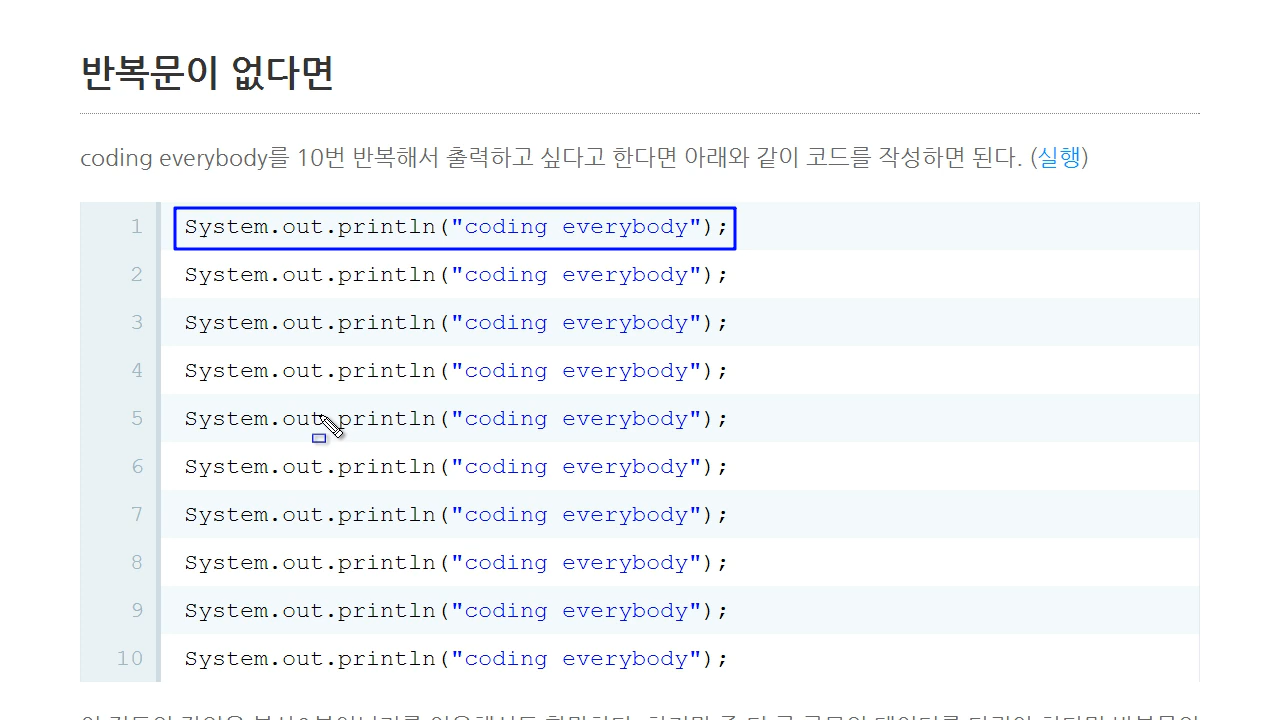 반복문이 없다면
coding everybody를 10번 반복해서 출력하고 싶다고 한다면 아래와 같이 코드를 작성하면 된다. (실행)
1 System.out.println("coding everybody");
2 System.out.println("coding everybody");
3 System.out.println("coding everybody");
4 System.out.println("coding everybody");
5 System.out.println("coding everybody");
6 System.out.println("coding everybody");
7 System.out.println("coding everybody");
8 System.out.println("coding everybody");
9 System.out.println("coding everybody");
10 System.out.println("coding everybody");